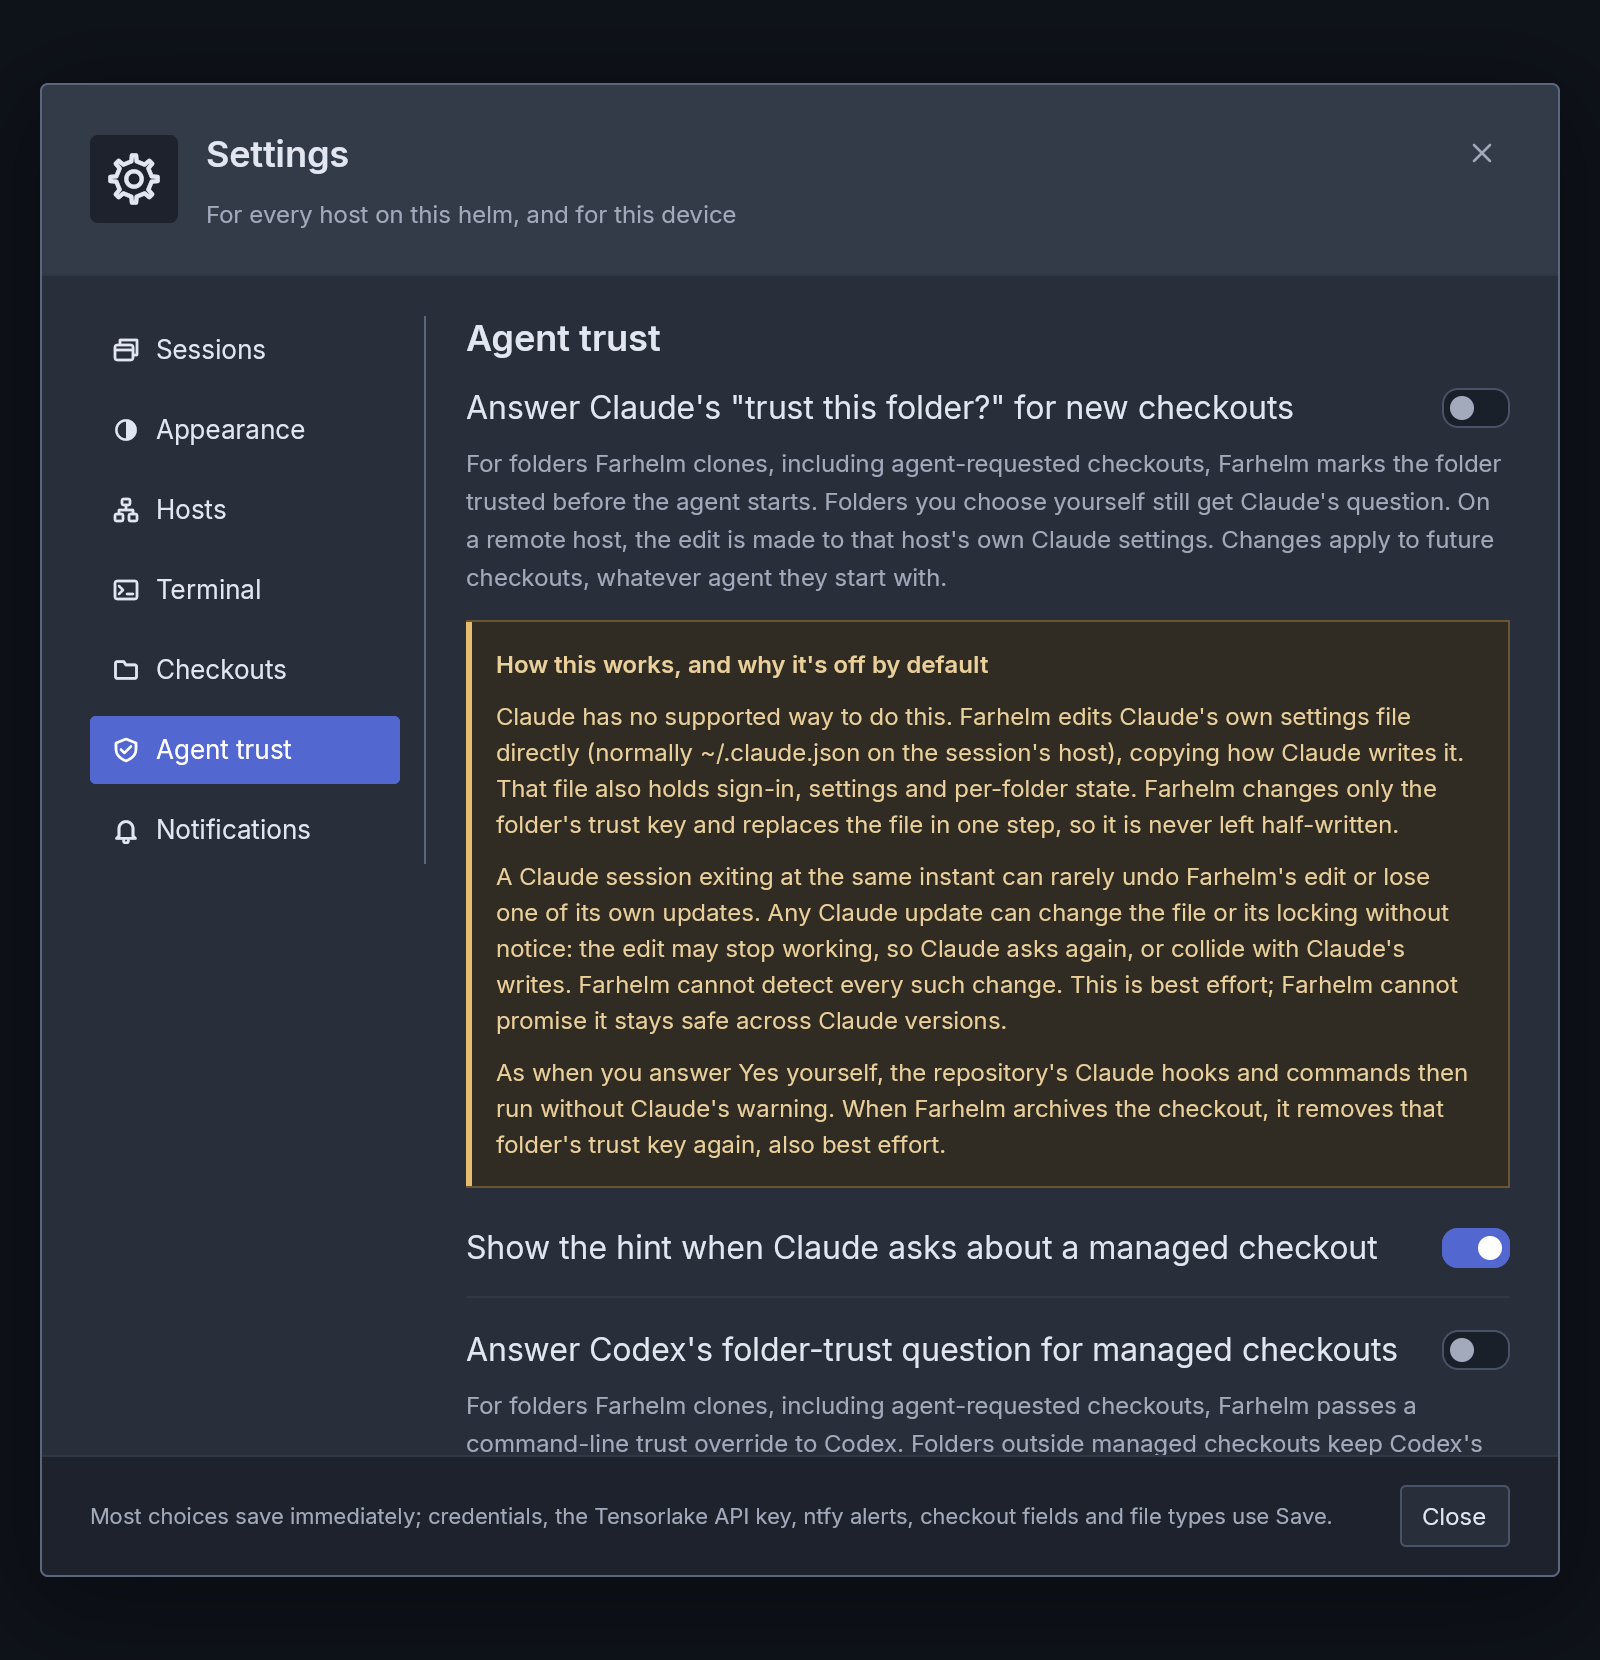 Settings
For every host on this helm, and for this device
Sessions
Appearance
Hosts
Terminal
Checkouts
Agent trust
Notifications
Agent trust
Answer Claude's "trust this folder?" for new checkouts
For folders Farhelm clones, including agent-requested checkouts, Farhelm marks the folder
trusted before the agent starts. Folders you choose yourself still get Claude's question. On
a remote host, the edit is made to that host's own Claude settings. Changes apply to future
checkouts, whatever agent they start with.
How this works, and why it's off by default
Claude has no supported way to do this. Farhelm edits Claude's own settings file
directly (normally ~/.claude.json on the session's host), copying how Claude writes it.
That file also holds sign-in, settings and per-folder state. Farhelm changes only the
folder's trust key and replaces the file in one step, so it is never left half-written.
A Claude session exiting at the same instant can rarely undo Farhelm's edit or lose
one of its own updates. Any Claude update can change the file or its locking without
notice: the edit may stop working, so Claude asks again, or collide with Claude's
writes. Farhelm cannot detect every such change. This is best effort; Farhelm cannot
promise it stays safe across Claude versions.
As when you answer Yes yourself, the repository's Claude hooks and commands then
run without Claude's warning. When Farhelm archives the checkout, it removes that
folder's trust key again, also best effort.
Show the hint when Claude asks about a managed checkout
Answer Codex's folder-trust question for managed checkouts
For folders Farhelm clones, including agent-requested checkouts, Farhelm passes a
command-line trust override to Codex. Folders outside managed checkouts keep Codex's
Most choices save immediately; credentials, the Tensorlake API key, ntfy alerts, checkout fields and file types use Save.
Close